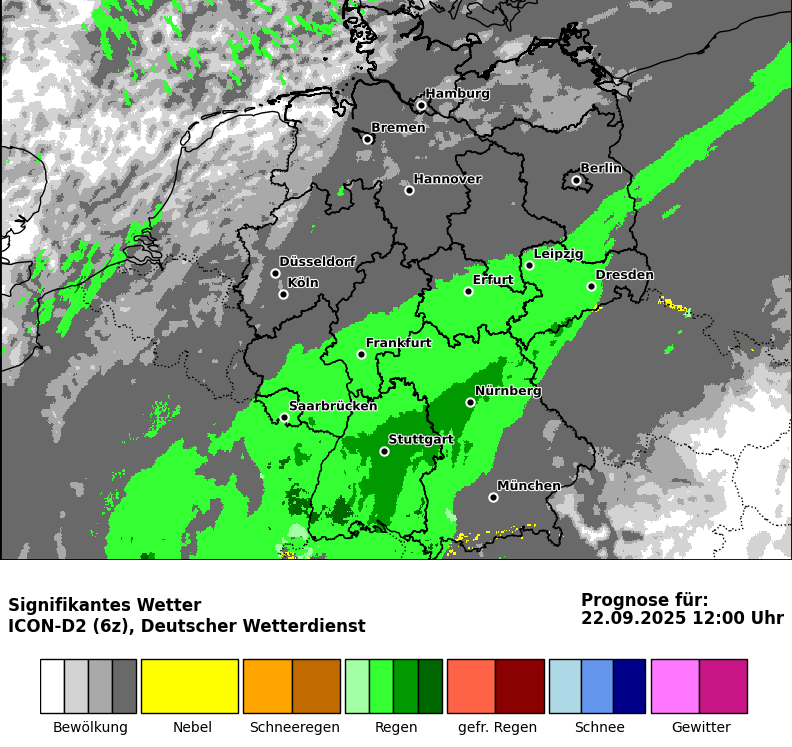 Hamburg
Bremen
Berlin
Hannover
Leipzig
Düsseldorf
Dresden
Köln
Erfurt
Frankfurt
Nürnberg
Saarbrücken
Stuttgart
München
Signifikantes Wetter
ICON-D2 (6z), Deutscher Wetterdienst
Prognose für:
22.09.2025 12:00 Uhr
Bewölkung Nebel Schneeregen Regen gefr. Regen Schnee Gewitter